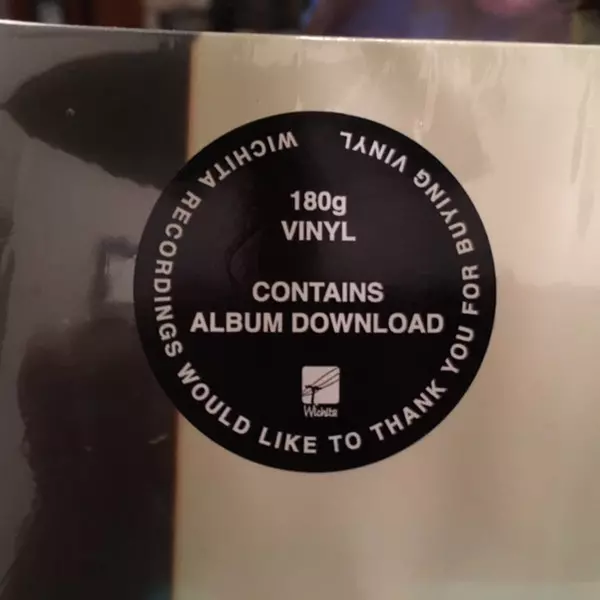 WICHITA RECORDINGS WOULD LIKE TO THANK YOU FOR BUYING VINYL
180g
VINYL
CONTAINS
ALBUM DOWNLOAD
Wichita